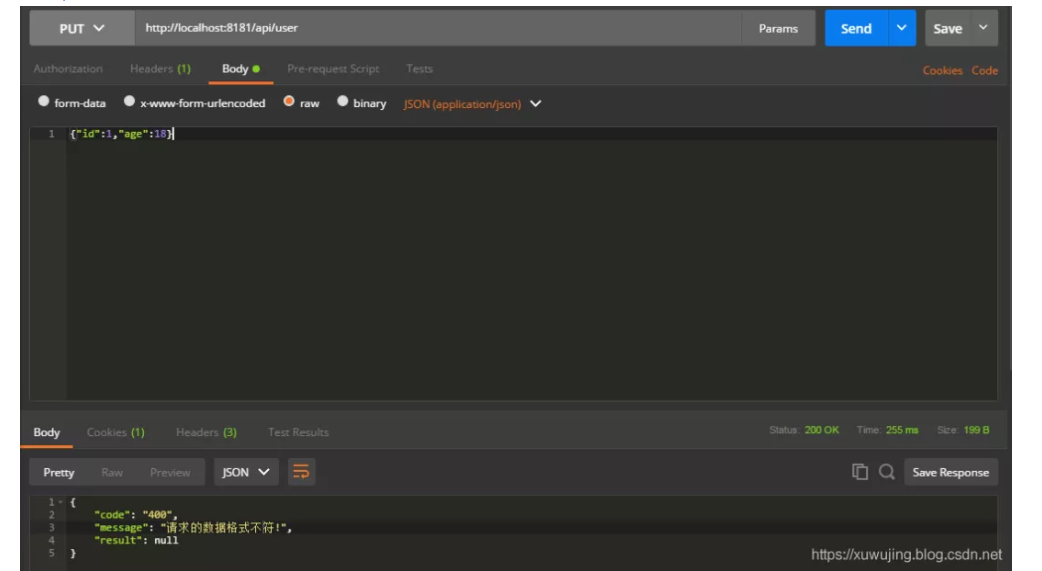 PUT http://localhost:8181/api/user Params Send Save
Authorization Headers (1) Body Pre-request Script Tests Cookies Code
form-data x-www-form-urlencoded raw binary JSON (application/json)
1 {"id":1,"age":18}
Body Cookies (1) Headers (3) Test Results Status: 200 OK Time: 255 ms Size: 199 B
Pretty Raw Preview JSON Save Response
1 {
2 "code": "400",
3 "message": "请求的数据格式不符!",
4 "result": null
5 }
https://xuwujing.blog.csdn.net